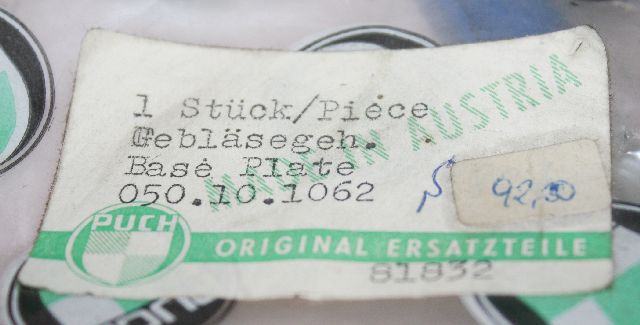 1 Stück/Piece
Gebläsegeh.
Base Plate
050.10.1062
MADE IN AUSTRIA
92,50
PUCH
ORIGINAL ERSATZTEILE
81832